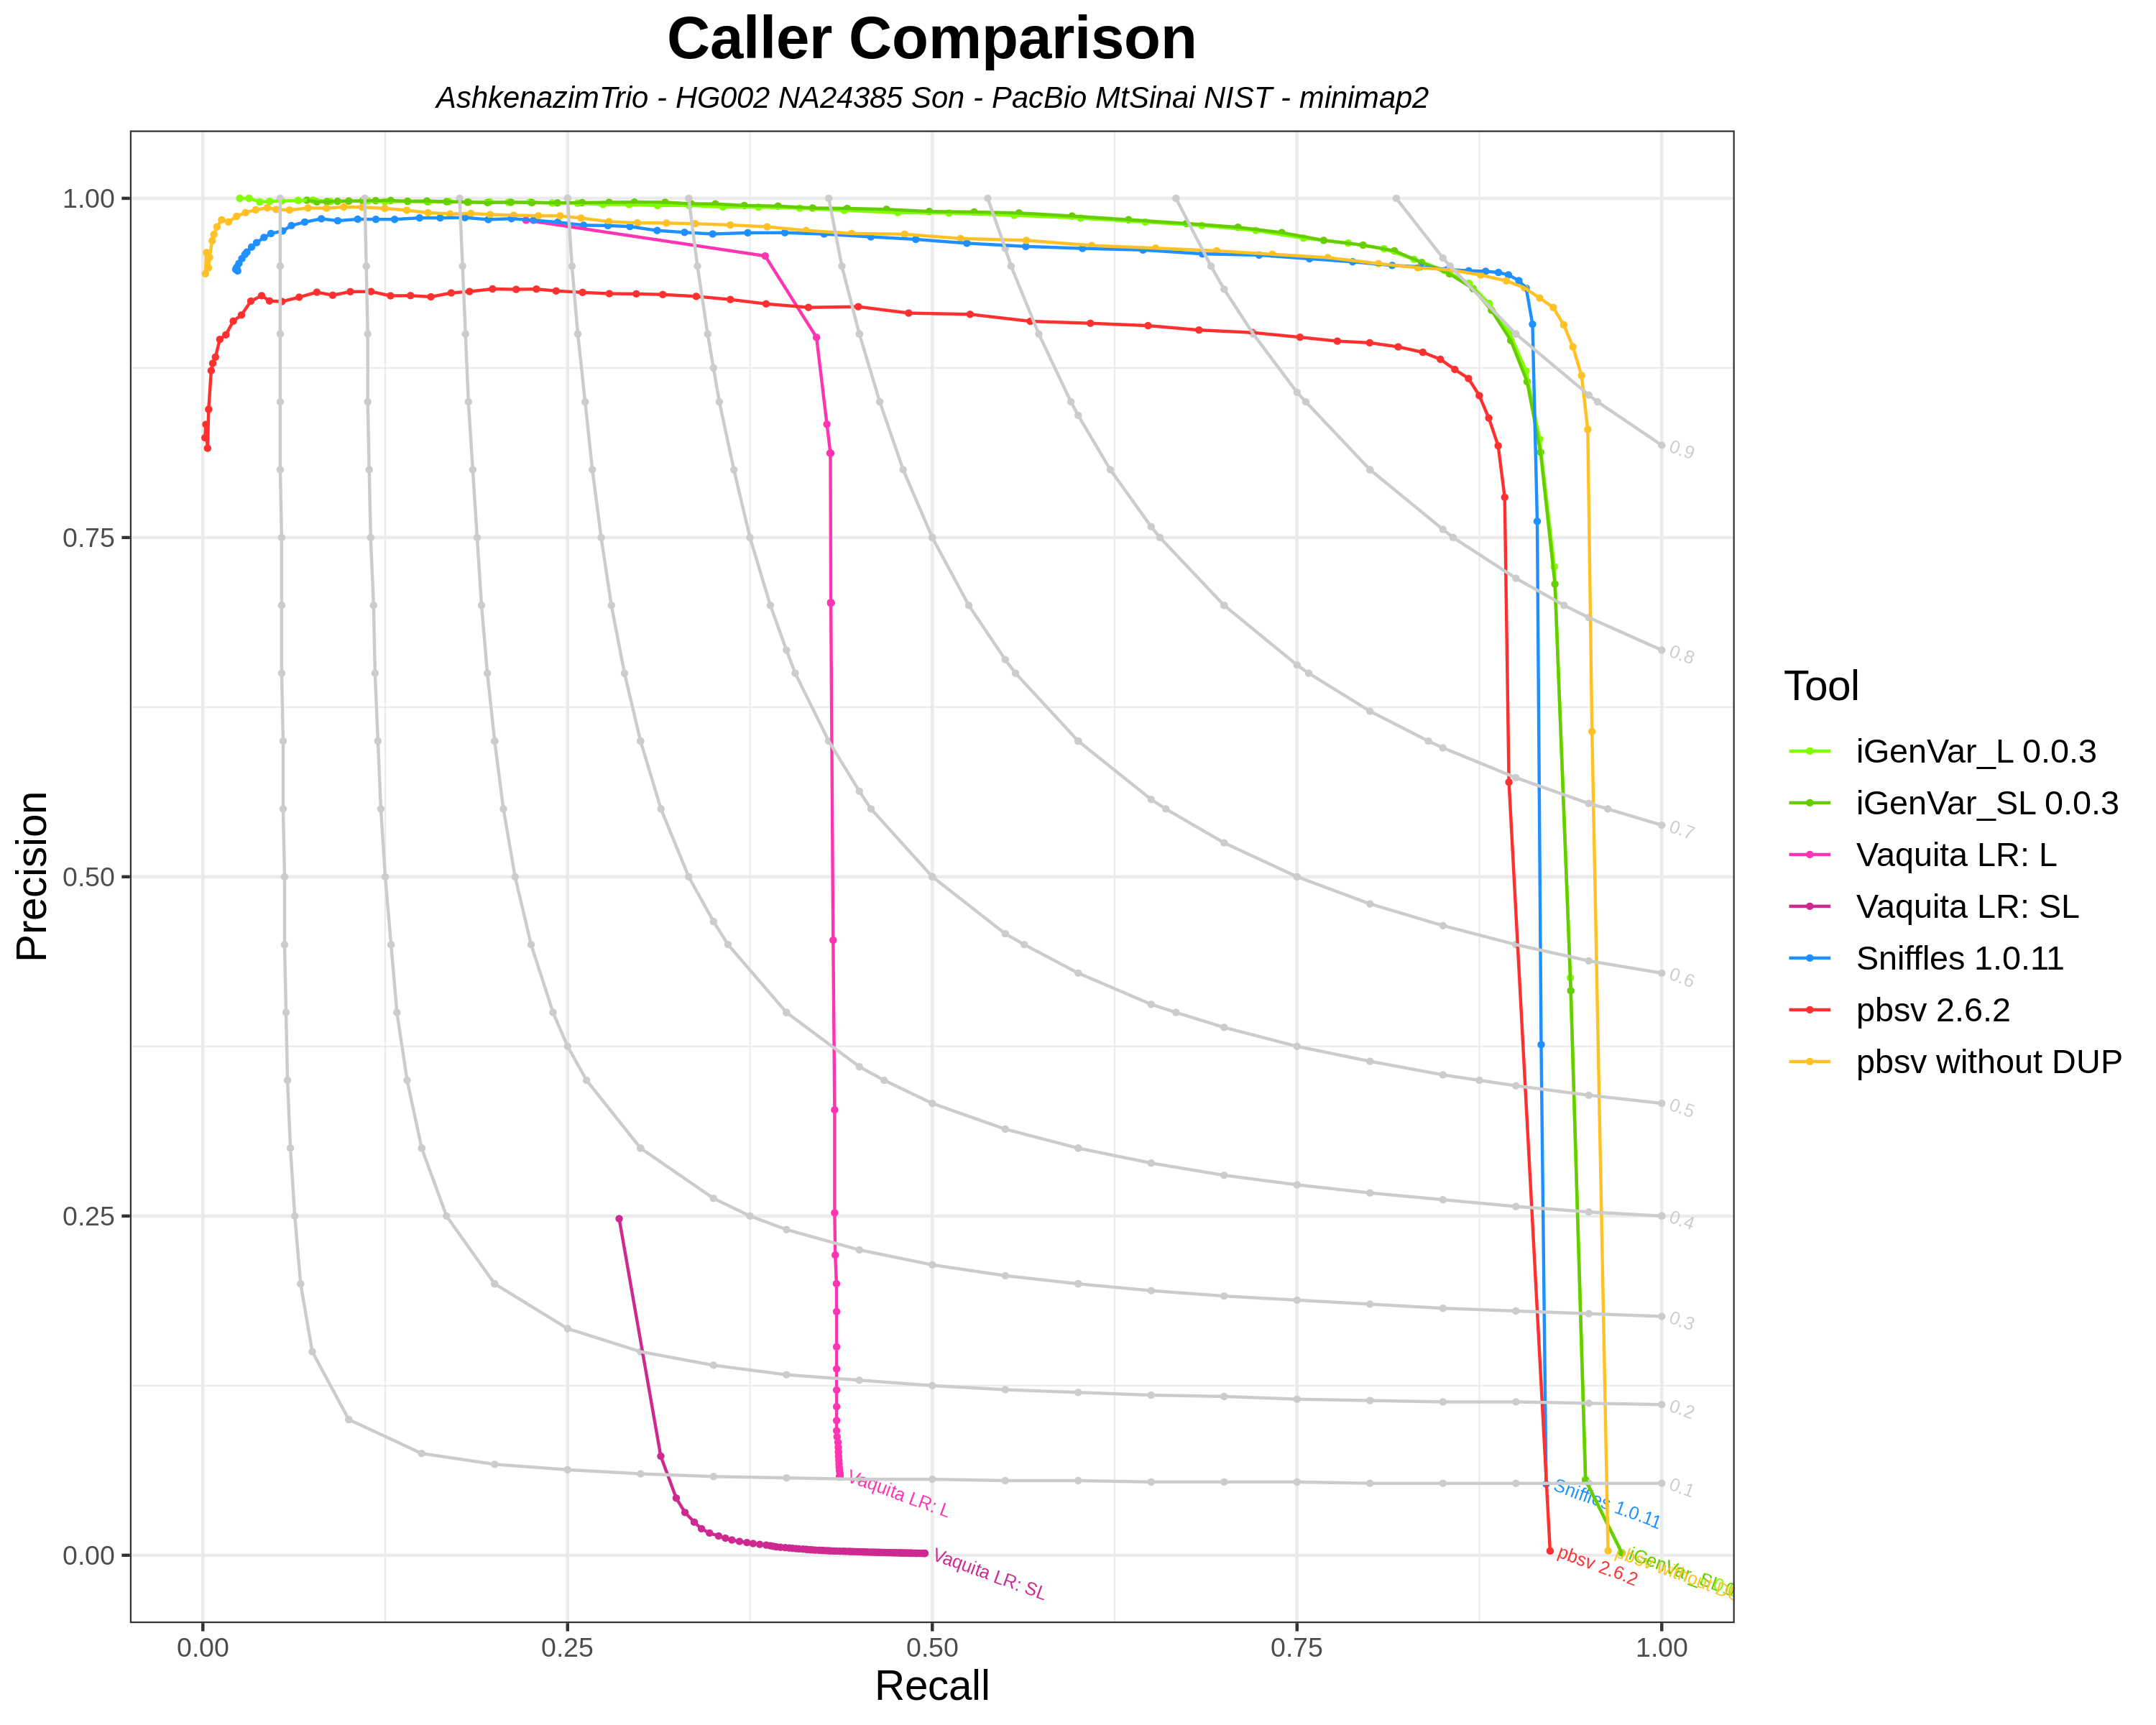 Caller Comparison
AshkenazimTrio - HG002 NA24385 Son - PacBio MtSinai NIST - minimap2
Precision
1.00
0.75
0.50
0.25
0.00
0.9
0.8
0.7
0.6
0.5
0.4
0.3
0.2
0.1
Vaquita LR: L
Vaquita LR: SL
Sniffles 1.0.11
pbsv 2.6.2
pbsv without
iGenVar_SL
0.00 0.25 0.50 0.75 1.00
Recall
Tool
iGenVar_L 0.0.3
iGenVar_SL 0.0.3
Vaquita LR: L
Vaquita LR: SL
Sniffles 1.0.11
pbsv 2.6.2
pbsv without DUP